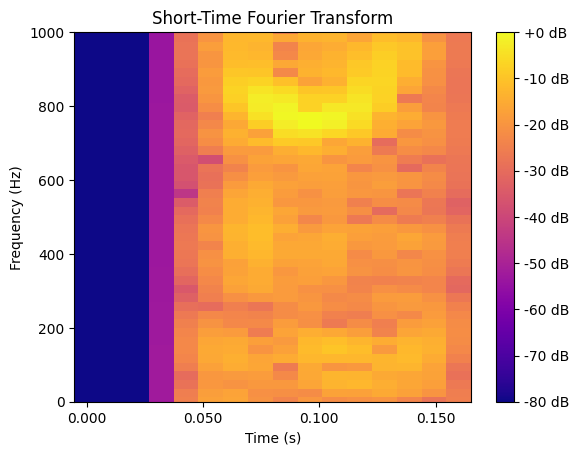 Short-Time Fourier Transform
1000
800
600
400
200
0
Frequency (Hz)
0.000
0.050
0.100
0.150
Time (s)
+0 dB
-10 dB
-20 dB
-30 dB
-40 dB
-50 dB
-60 dB
-70 dB
-80 dB